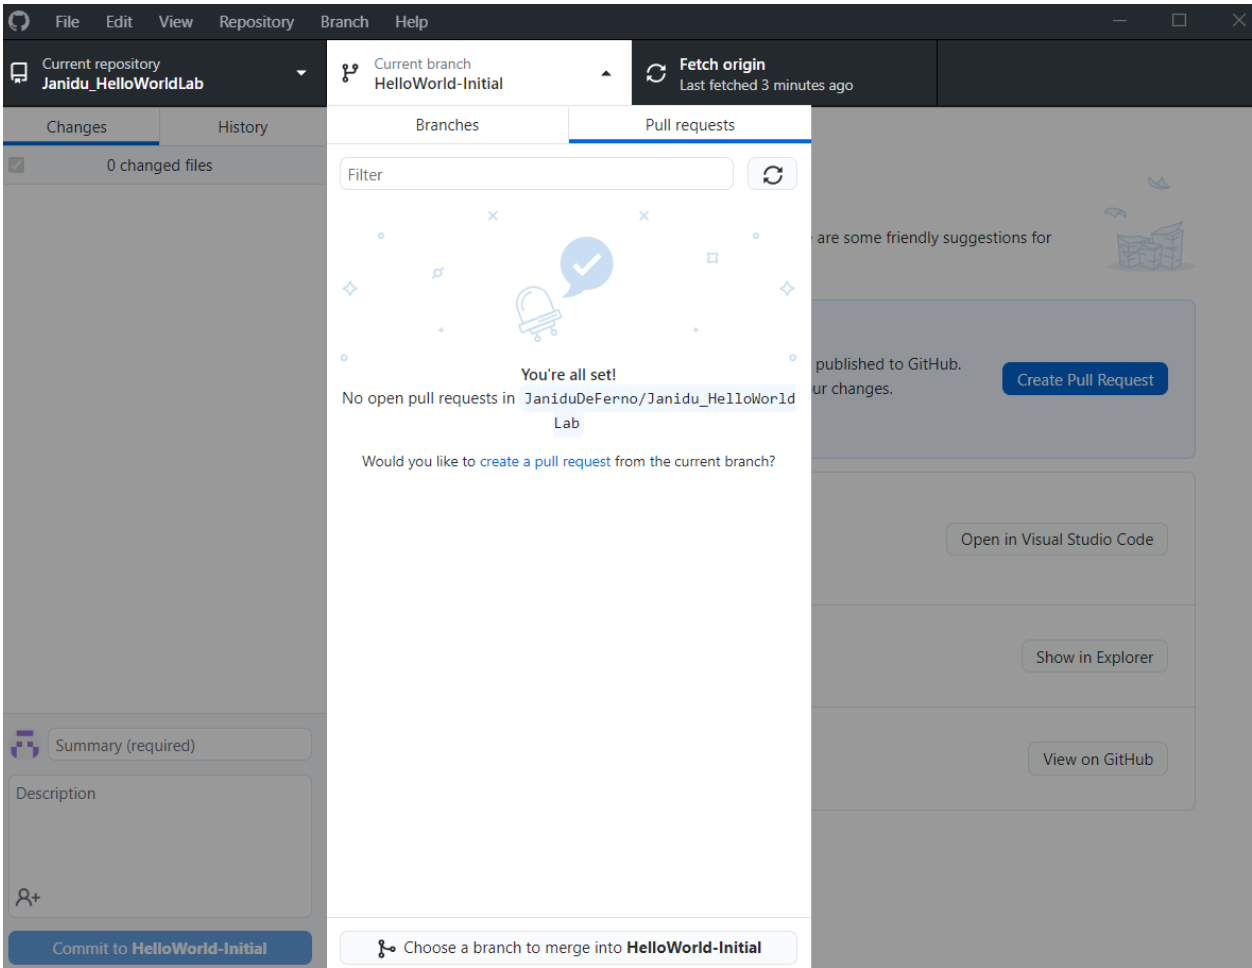 File Edit View Repository Branch Help
Current repository
Janidu_HelloWorldLab
Current branch
HelloWorld-Initial
Fetch origin
Last fetched 3 minutes ago
Changes History
0 changed files
Branches Pull requests
Filter
You're all set!
No open pull requests in JaniduDeFerno/Janidu_HelloWorld
Lab
Would you like to create a pull request from the current branch?
are some friendly suggestions for
published to GitHub.
ur changes.
Create Pull Request
Open in Visual Studio Code
Show in Explorer
View on GitHub
Summary (required)
Description
Commit to HelloWorld-Initial
Choose a branch to merge into HelloWorld-Initial